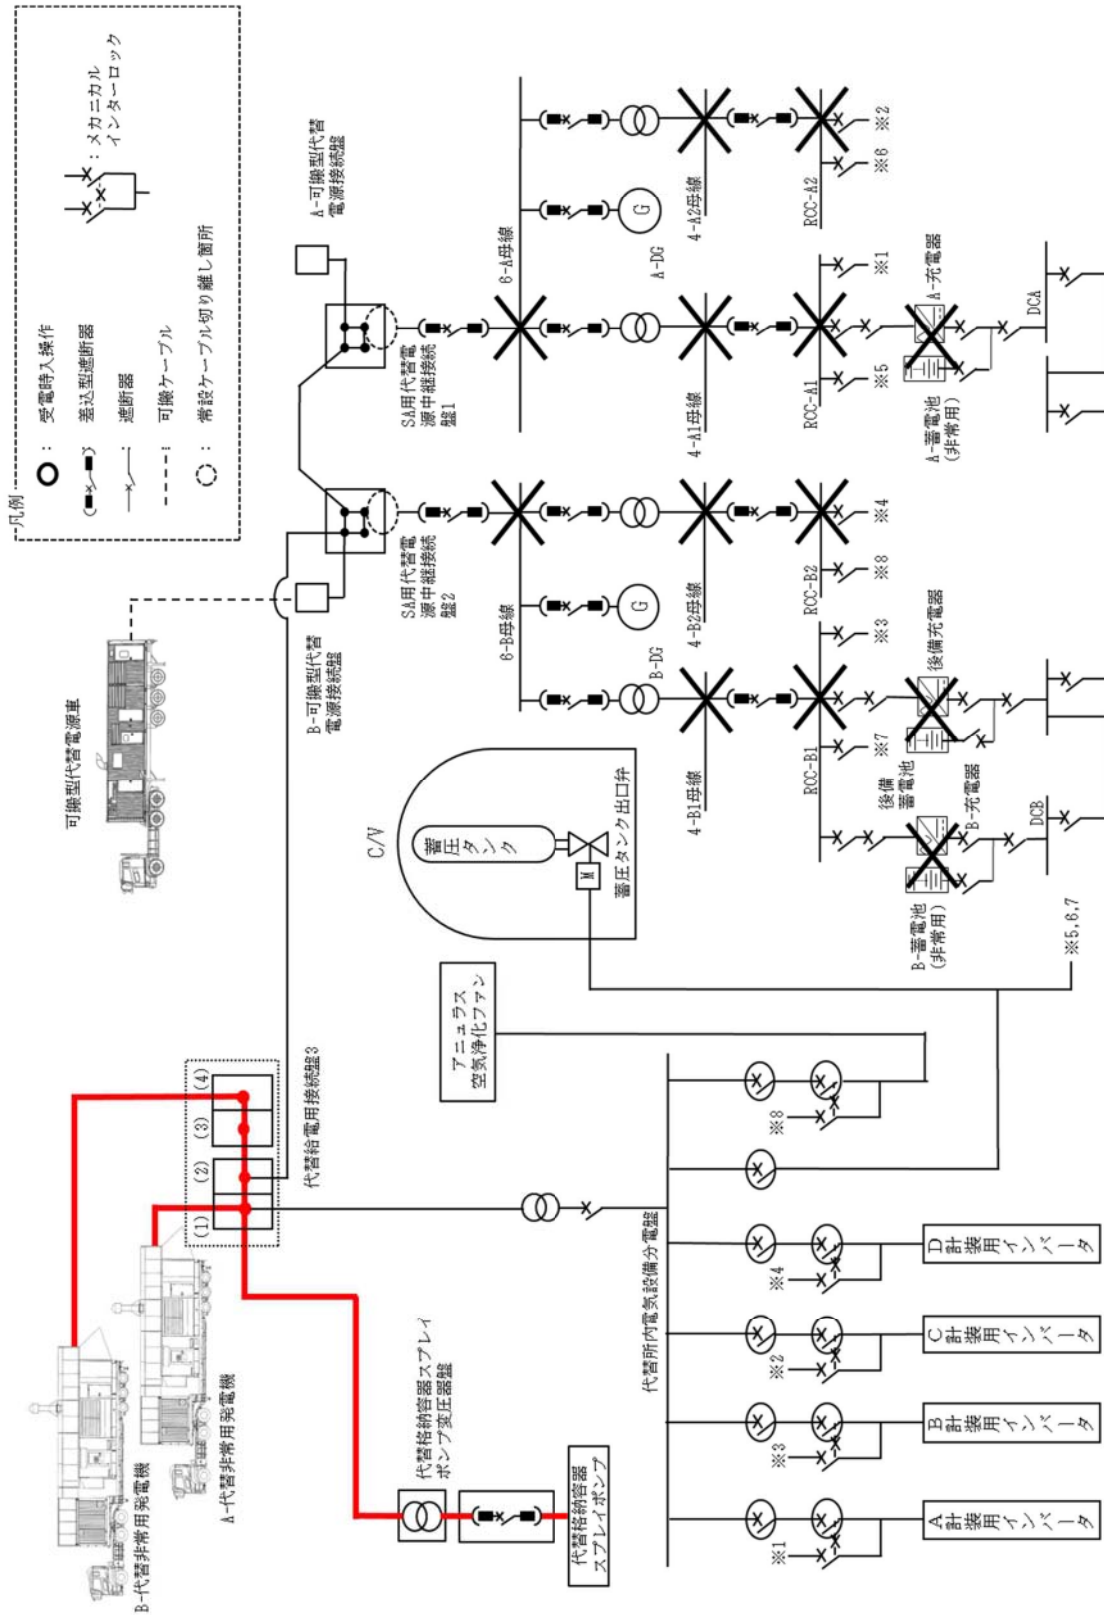 凡例
：受電時入操作
：差込型遮断器
：遮断器
：可搬ケーブル
：常設ケーブル切り離し箇所
：メカニカル
インターロック
可搬型代替電源車
A-可搬型代替
電源接続盤
B-可搬型代替
電源接続盤
SA用代替電
源中継接続
盤1
SA用代替電
源中継接続
盤2
6-A母線
6-B母線
A-DG
G
B-DG
G
4-A2母線
4-A1母線
4-B2母線
4-B1母線
RCC-A2
RCC-A1
RCC-B2
RCC-B1
※2
※6
※1
※5
※4
※8
※3
※7
A-充電器
A-蓄電池
(非常用)
DCA
後備充電器
後備
蓄電池
B-充電器
B-蓄電池
(非常用)
DCB
C/V
蓄圧
タンク
M
蓄圧タンク出口弁
アニュラス
空気浄化ファン
※5,6,7
B-代替非常用発電機
A-代替非常用発電機
(1)
(2)
(3)
(4)
代替給電用接続盤3
代替格納容器スプレイ
ポンプ変圧器盤
代替格納容器
スプレイポンプ
代替所内電気設備分電盤
※1
※3
※2
※4
※8
A
計装用
インバータ
B
計装用
インバータ
C
計装用
インバータ
D
計装用
インバータ